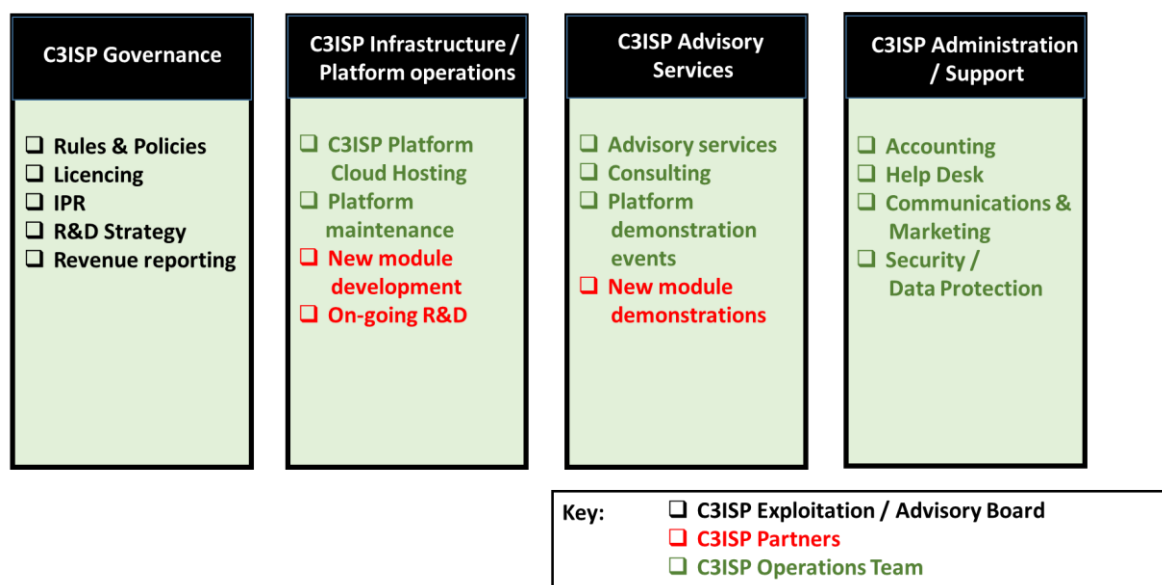 C3ISP Governance
Rules & Policies
Licencing
IPR
R&D Strategy
Revenue reporting
C3ISP Infrastructure /
Platform operations
C3ISP Platform
Cloud Hosting
Platform
maintenance
New module
development
On-going R&D
C3ISP Advisory
Services
Advisory services
Consulting
Platform
demonstration
events
New module
demonstrations
C3ISP Administration
/ Support
Accounting
Help Desk
Communications &
Marketing
Security /
Data Protection
Key:
C3ISP Exploitation / Advisory Board
C3ISP Partners
C3ISP Operations Team